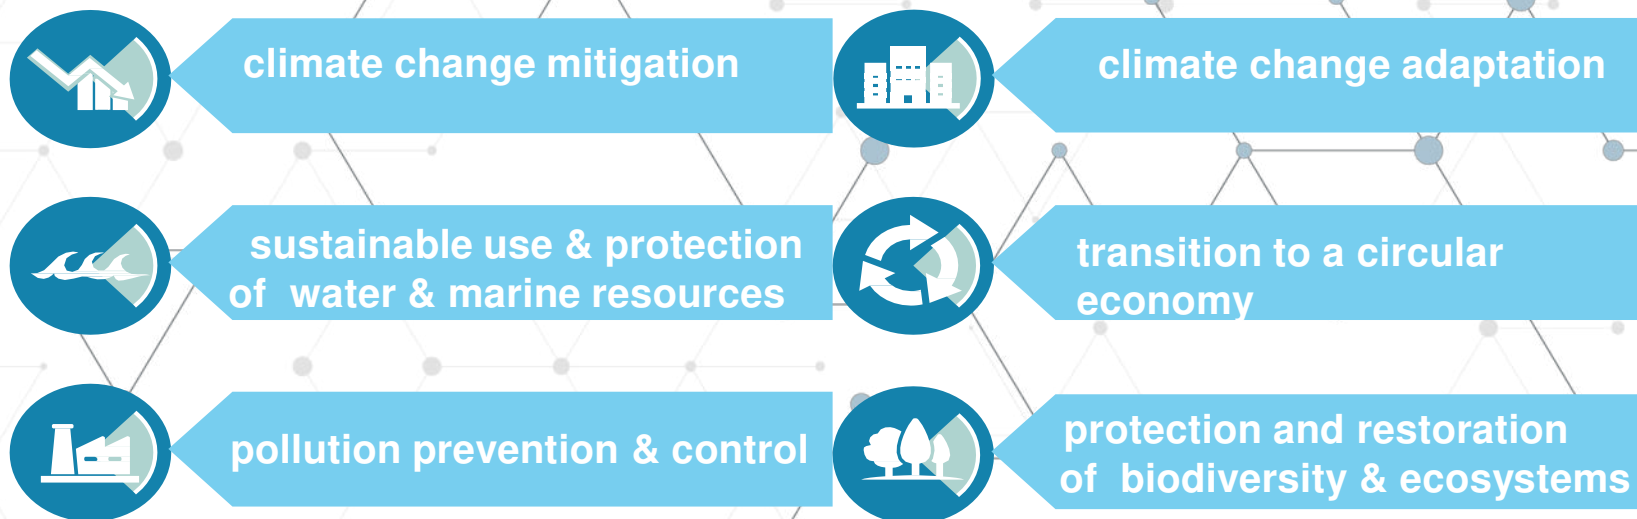 climate change mitigation
climate change adaptation
sustainable use & protection
of water & marine resources
transition to a circular
economy
pollution prevention & control
protection and restoration
of biodiversity & ecosystems